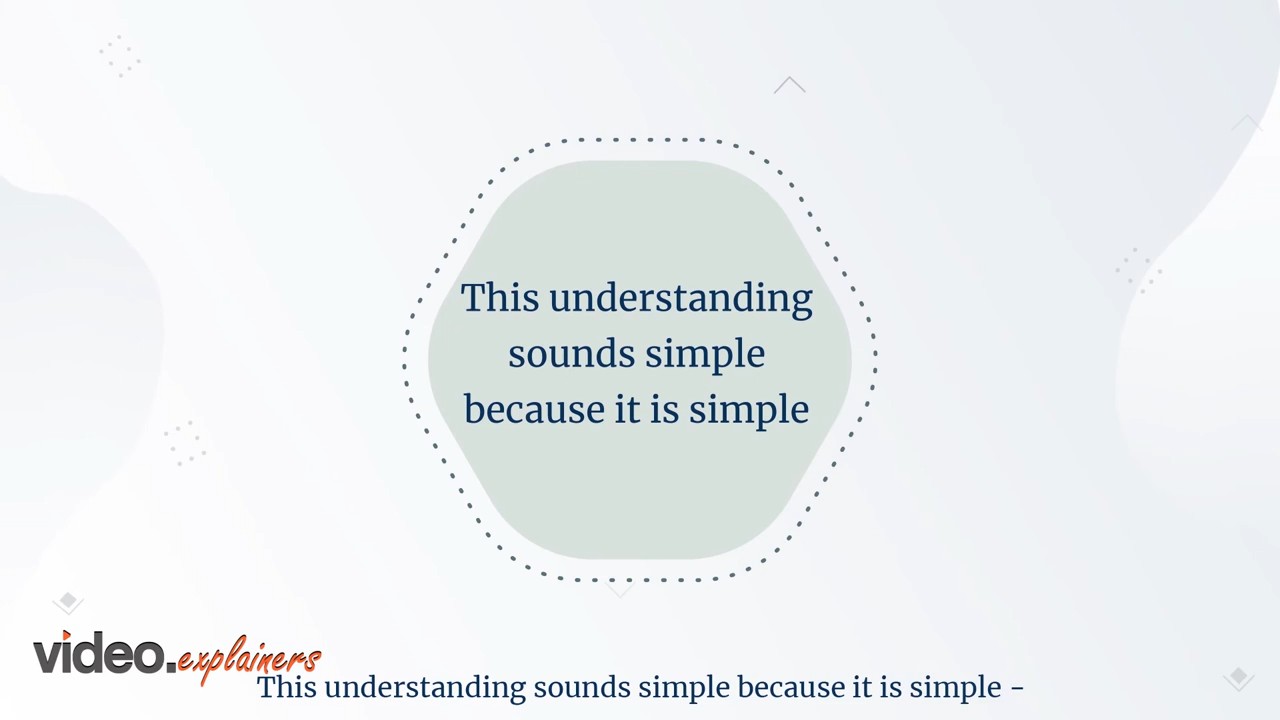 This understanding
sounds simple
because it is simple
video.explainers
This understanding sounds simple because it is simple -